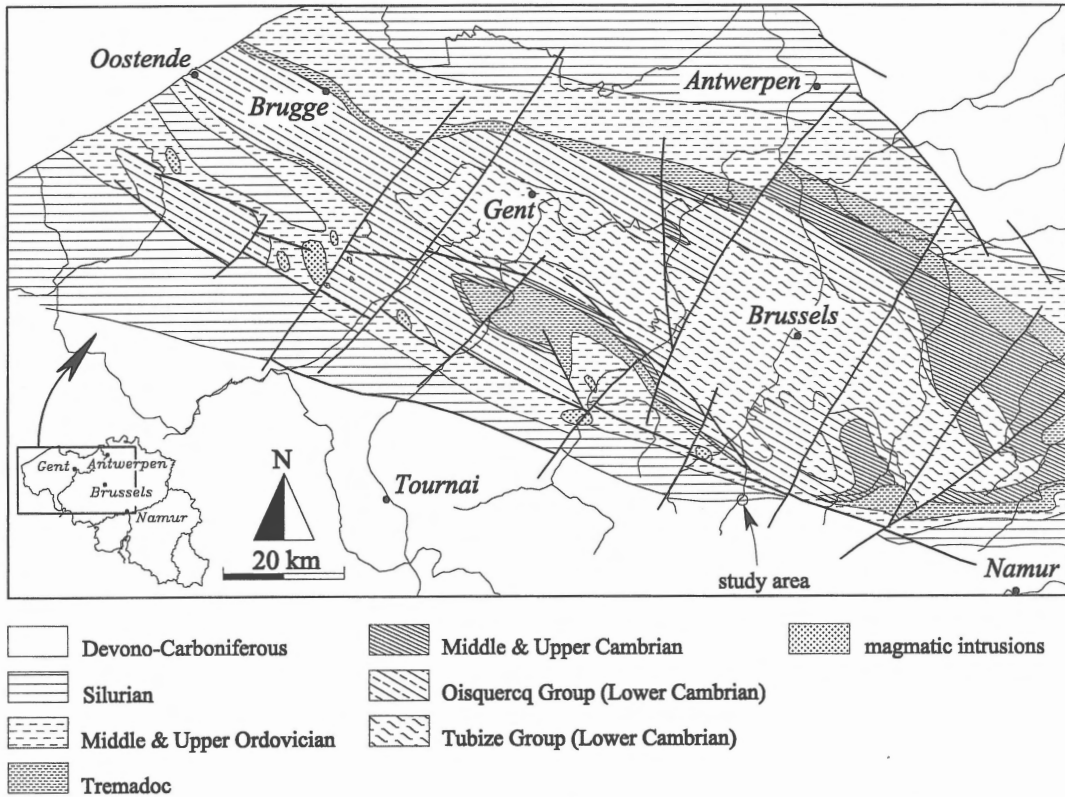 Oostende
Brugge
Antwerpen
Gent
Brussels
Gent
Antwerpen
Brussels
Namur
N
20 km
Tournai
study area
Namur
Devono-Carboniferous
Silurian
Middle & Upper Ordovician
Tremadoc
Middle & Upper Cambrian
Oisquercq Group (Lower Cambrian)
Tubize Group (Lower Cambrian)
magmatic intrusions